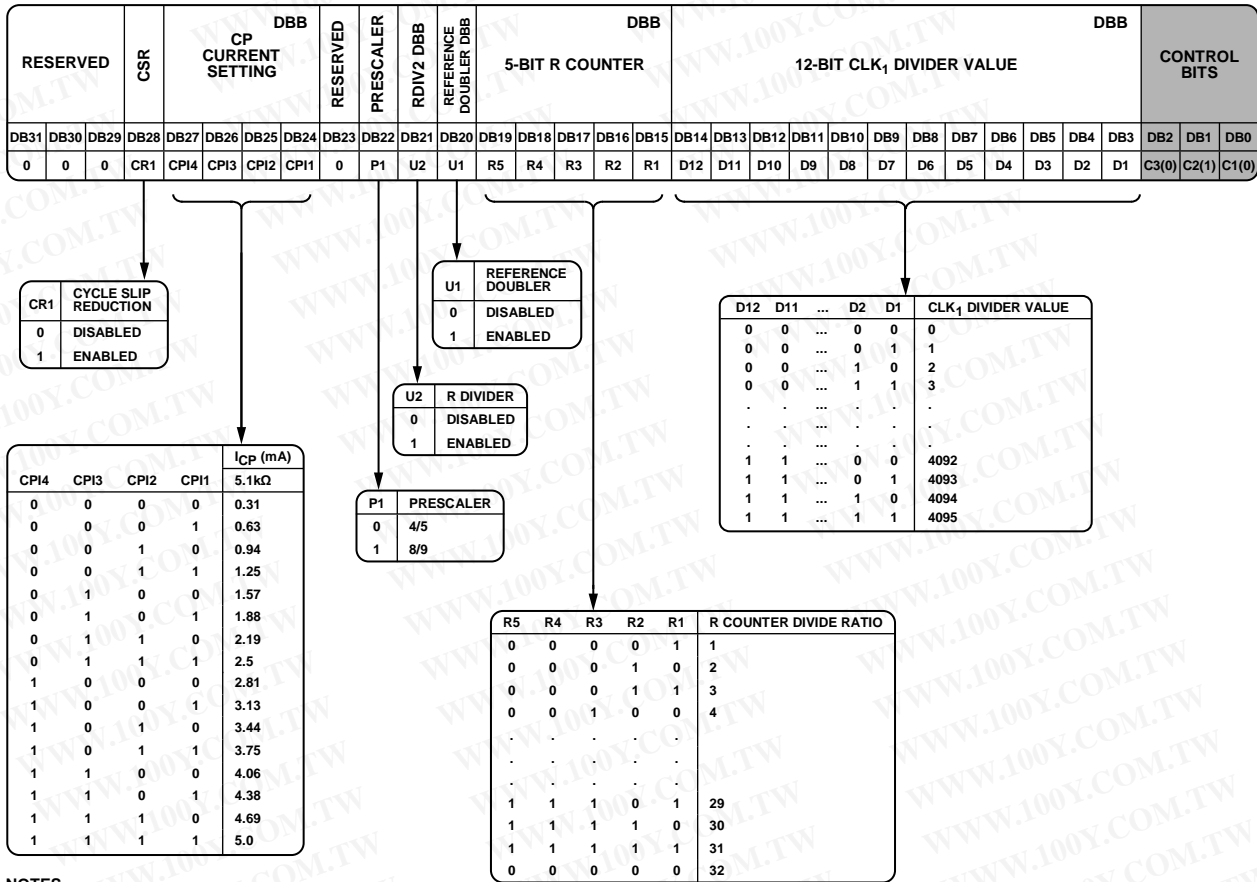 RESERVED
CSR
CP CURRENT SETTING
DBB
RESERVED
PRESCALER
RDIV2 DBB
REFERENCE DOUBLER DBB
5-BIT R COUNTER
DBB
12-BIT CLK1 DIVIDER VALUE
DBB
CONTROL BITS
DB31 DB30 DB29 DB28 DB27 DB26 DB25 DB24 DB23 DB22 DB21 DB20 DB19 DB18 DB17 DB16 DB15 DB14 DB13 DB12 DB11 DB10 DB9 DB8 DB7 DB6 DB5 DB4 DB3 DB2 DB1 DB0
0 0 0 CR1 CPI4 CPI3 CPI2 CPI1 0 P1 U2 U1 R5 R4 R3 R2 R1 D12 D11 D10 D9 D8 D7 D6 D5 D4 D3 D2 D1 C3(0) C2(1) C1(0)
CR1 CYCLE SLIP REDUCTION
0 DISABLED
1 ENABLED
U1 REFERENCE DOUBLER
0 DISABLED
1 ENABLED
U2 R DIVIDER
0 DISABLED
1 ENABLED
P1 PRESCALER
0 4/5
1 8/9
ICP (mA)
CPI4 CPI3 CPI2 CPI1 5.1kΩ
0 0 0 0 0.31
0 0 0 1 0.63
0 0 1 0 0.94
0 0 1 1 1.25
0 1 0 0 1.57
0 1 0 1 1.88
0 1 1 0 2.19
0 1 1 1 2.5
1 0 0 0 2.81
1 0 0 1 3.13
1 0 1 0 3.44
1 0 1 1 3.75
1 1 0 0 4.06
1 1 0 1 4.38
1 1 1 0 4.69
1 1 1 1 5.0
D12 D11 ... D2 D1 CLK1 DIVIDER VALUE
0 0 ... 0 0 0
0 0 ... 0 1 1
0 0 ... 1 0 2
0 0 ... 1 1 3
. . ... . . .
. . ... . . .
. . ... . . .
1 1 ... 0 0 4092
1 1 ... 0 1 4093
1 1 ... 1 0 4094
1 1 ... 1 1 4095
R5 R4 R3 R2 R1 R COUNTER DIVIDE RATIO
0 0 0 0 1 1
0 0 0 1 0 2
0 0 0 1 1 3
0 0 1 0 0 4
. . . . .
. . . . .
. . . . .
1 1 1 0 1 29
1 1 1 1 0 30
1 1 1 1 1 31
0 0 0 0 0 32
WWW.100Y.COM.TW